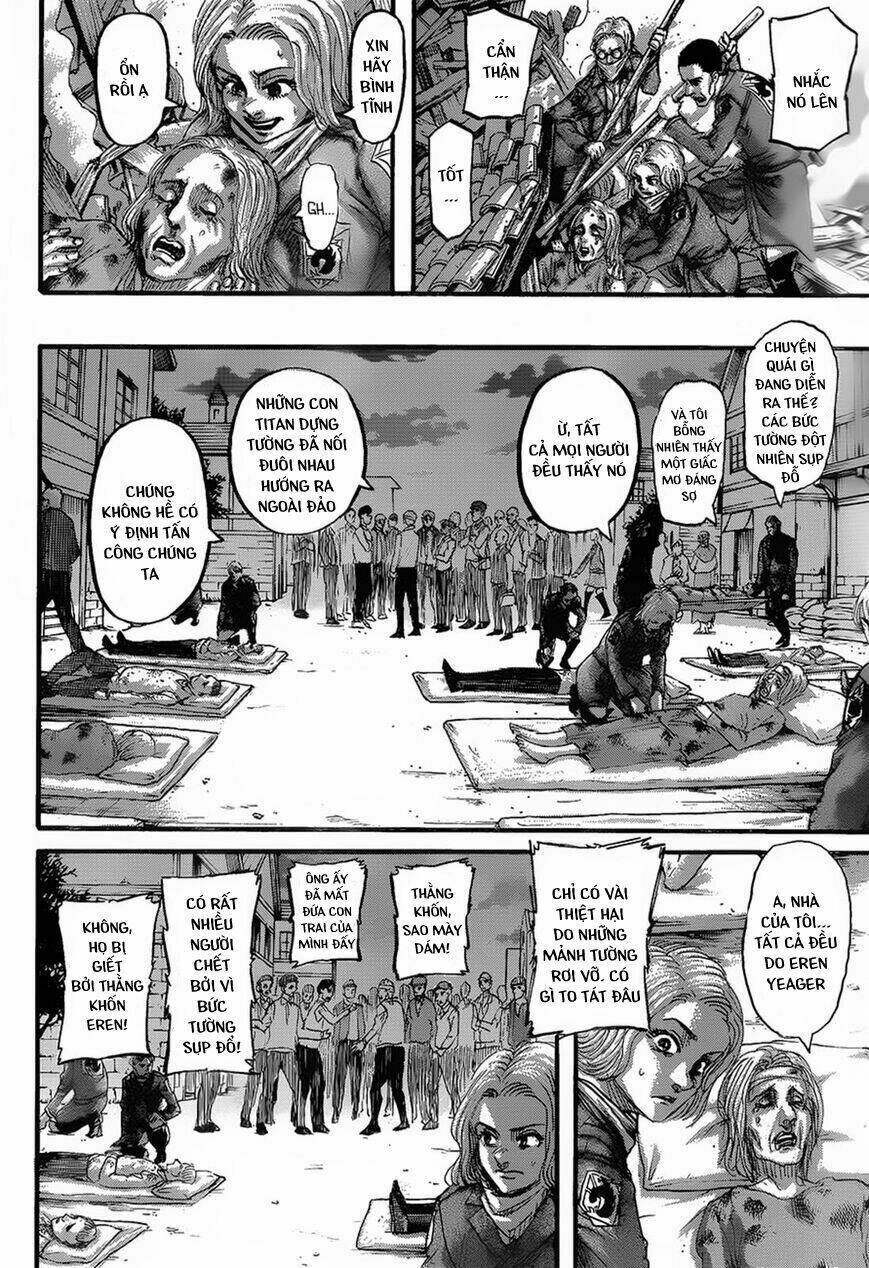 NHẮC
NÓ LÊN
CẨN
THẬN
...
TỐT
...
XIN
HÃY
BÌNH
TĨNH
ỔN
RỒI Ạ
GH...
CHUYỆN
QUÁI GÌ
ĐANG DIỄN
RA THẾ?
CÁC BỨC
TƯỜNG ĐỘT
NHIÊN SỤP
ĐỔ
VÀ TÔI
BỖNG
NHIÊN THẤY
MỘT GIẤC
MƠ ĐÁNG
SỢ
Ừ, TẤT
CẢ MỌI NGƯỜI
ĐỀU THẤY NÓ
NHỮNG CON
TITAN DỰNG
TƯỜNG ĐÃ NỐI
ĐUÔI NHAU
HƯỚNG RA
NGOÀI ĐẢO
CHÚNG
KHÔNG HỀ CÓ
Ý ĐỊNH TẤN
CÔNG CHÚNG
TA
A, NHÀ
CỦA TÔI...
TẤT CẢ ĐỀU
DO EREN
YEAGER
CHỈ CÓ VÀI
THIỆT HẠI
DO NHỮNG
MẢNH TƯỜNG
RƠI VỠ. CÓ
GÌ TO TÁT ĐÂU
THẰNG
KHỐN,
SAO MÀY
DÁM!
ÔNG ẤY
ĐÃ MẤT
ĐỨA CON
TRAI CỦA
MÌNH ĐẤY
CÓ RẤT
NHIỀU
NGƯỜI
CHẾT
BỞI VÌ
BỨC
TƯỜNG
SỤP ĐỔ!
KHÔNG,
HỌ BỊ
GIẾT
BỞI THẰNG
KHỐN
EREN!